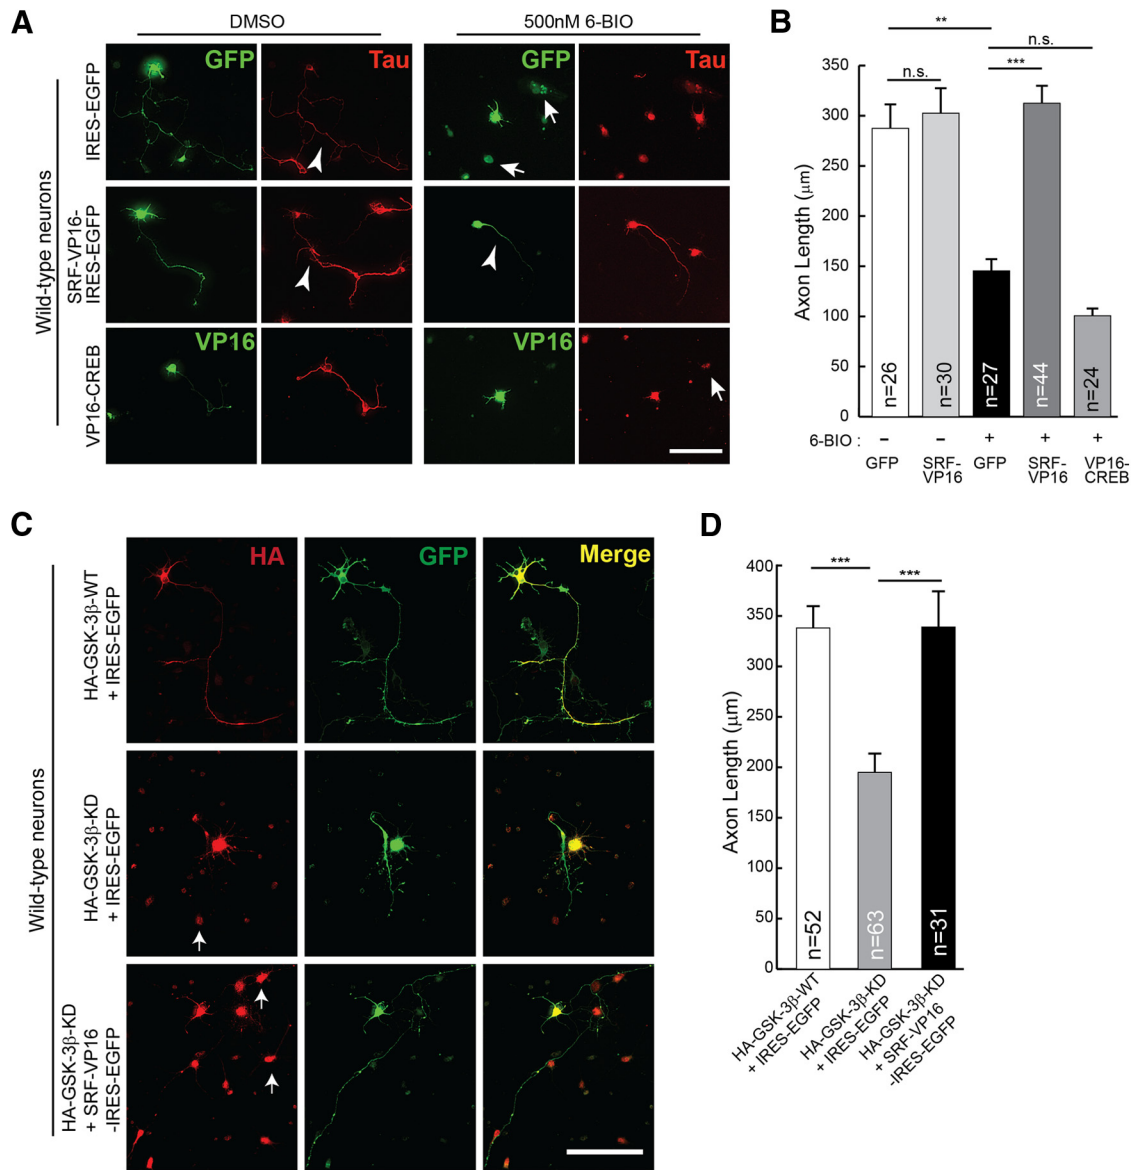 A
DMSO
500nM 6-BIO
GFP
Tau
GFP
Tau
Wild-type neurons
IRES-EGFP
SRF-VP16-
IRES-EGFP
VP16-CREB
VP16
VP16
B
**
n.s.
n.s.
***
Axon Length (µm)
350
300
250
200
150
100
50
0
n=26
n=30
n=27
n=44
n=24
6-BIO : – – + + +
GFP
SRF-
VP16
GFP
SRF-
VP16
VP16-
CREB
C
HA
GFP
Merge
Wild-type neurons
HA-GSK-3β-WT
+ IRES-EGFP
HA-GSK-3β-KD
+ IRES-EGFP
HA-GSK-3β-KD
+ SRF-VP16
-IRES-EGFP
D
***
***
Axon Length (µm)
400
350
300
250
200
150
100
50
0
n=52
n=63
n=31
HA-GSK-3β-WT
+ IRES-EGFP
HA-GSK-3β-KD
+ IRES-EGFP
HA-GSK-3β-KD
+ SRF-VP16
-IRES-EGFP